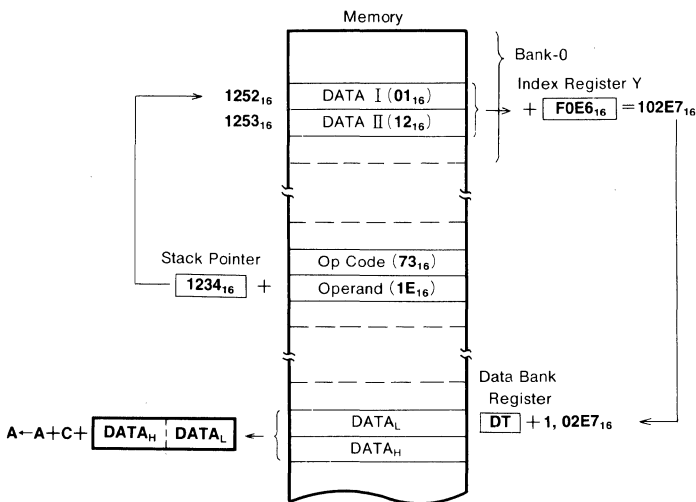 Memory
Bank-0
Index Register Y
1252₁₆ DATA Ⅰ (01₁₆) + F0E6₁₆ =102E7₁₆
1253₁₆ DATA Ⅱ (12₁₆)
Stack Pointer
Op Code (73₁₆)
1234₁₆ + Operand (1E₁₆)
Data Bank
Register
DATA_L DT +1, 02E7₁₆
A←A+C+ DATA_H DATA_L
DATA_H